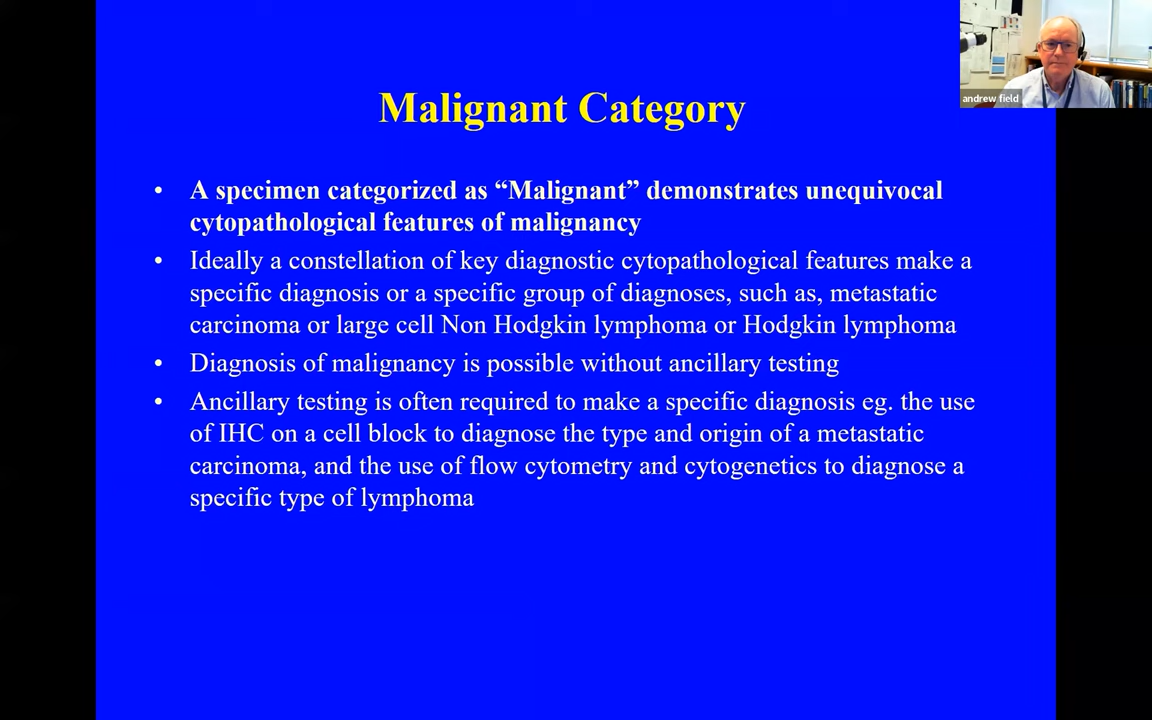 Malignant Category
andrew field
• A specimen categorized as “Malignant” demonstrates unequivocal
cytopathological features of malignancy
• Ideally a constellation of key diagnostic cytopathological features make a
specific diagnosis or a specific group of diagnoses, such as, metastatic
carcinoma or large cell Non Hodgkin lymphoma or Hodgkin lymphoma
• Diagnosis of malignancy is possible without ancillary testing
• Ancillary testing is often required to make a specific diagnosis eg. the use
of IHC on a cell block to diagnose the type and origin of a metastatic
carcinoma, and the use of flow cytometry and cytogenetics to diagnose a
specific type of lymphoma